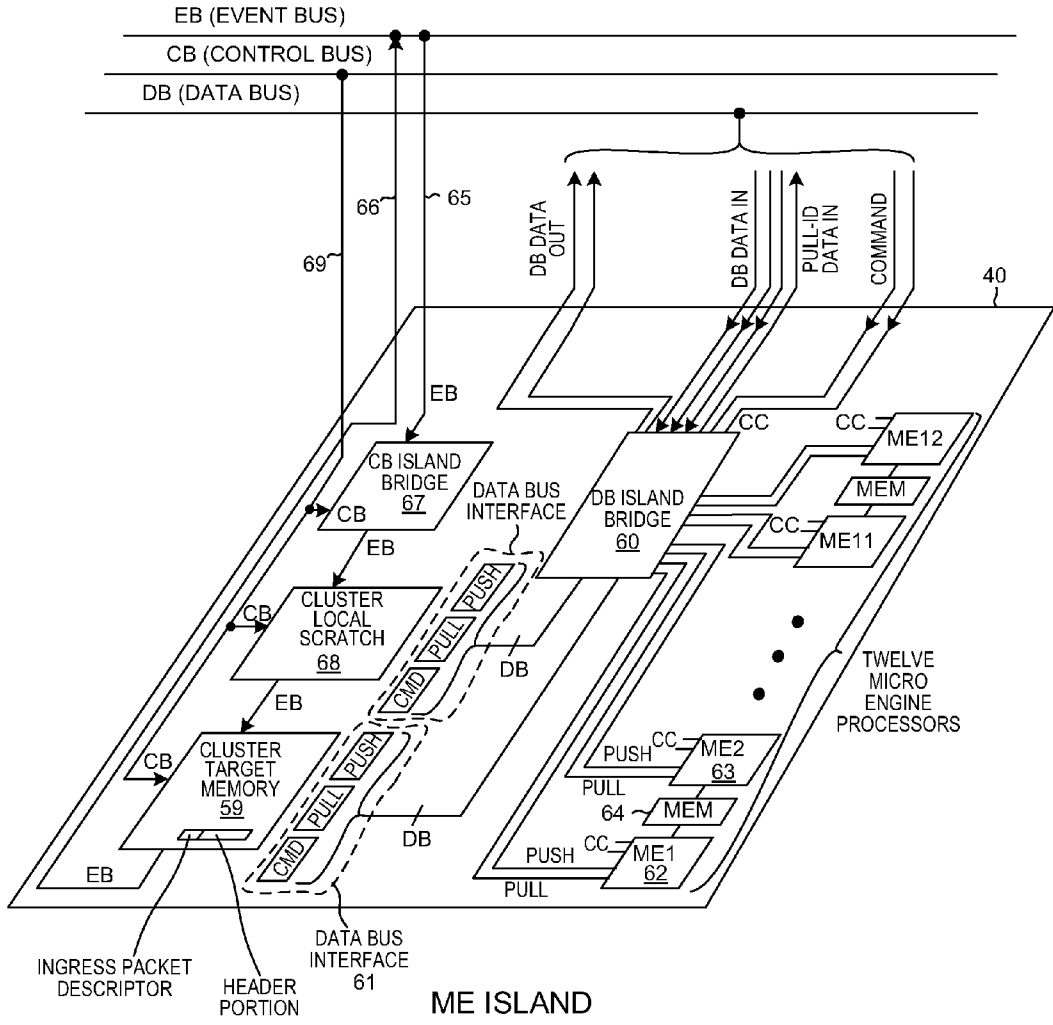 EB (EVENT BUS)
CB (CONTROL BUS)
DB (DATA BUS)
66
65
69
DB DATA
OUT
DB DATA IN
PULL-ID
DATA IN
COMMAND
40
EB
CC
CC
ME12
MEM
CC
ME11
CB ISLAND
BRIDGE
67
CB
DATA BUS
INTERFACE
DB ISLAND
BRIDGE
60
EB
PUSH
PULL
CMD
CLUSTER
LOCAL
SCRATCH
68
CB
DB
TWELVE
MICRO
ENGINE
PROCESSORS
EB
CLUSTER
TARGET
MEMORY
59
CB
PUSH
PULL
CMD
DB
PUSH
PULL
CC
ME2
63
64
MEM
PUSH
PULL
CC
ME1
62
EB
INGRESS PACKET
DESCRIPTOR
HEADER
PORTION
DATA BUS
INTERFACE
61
ME ISLAND